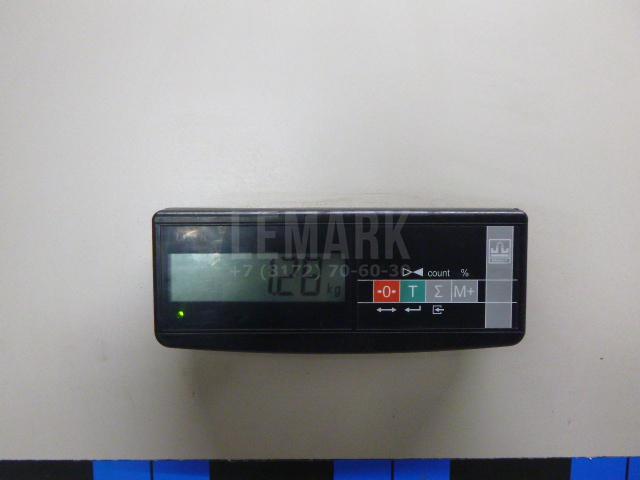 LEMARK
+7 (3172) 70-60-30
1.28 kg
count %
→0← T Σ M+